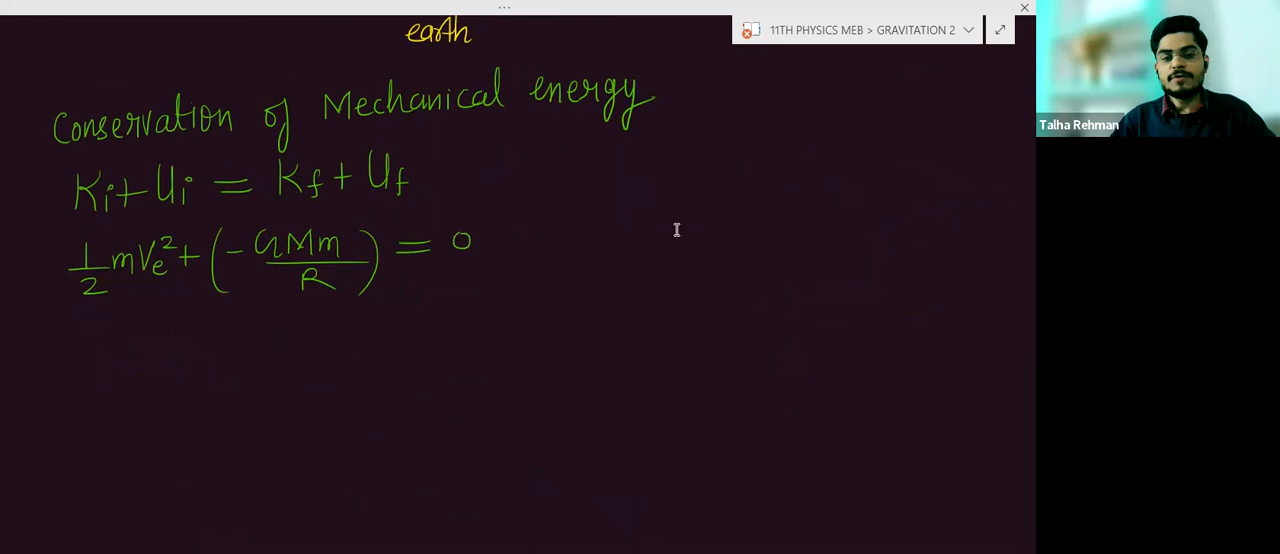 earth
11TH PHYSICS MEB > GRAVITATION 2
Talha Rehman
Conservation of Mechanical energy
Ki + Ui = Kf + Uf
1/2 mVe² + (- GMm/R) = 0